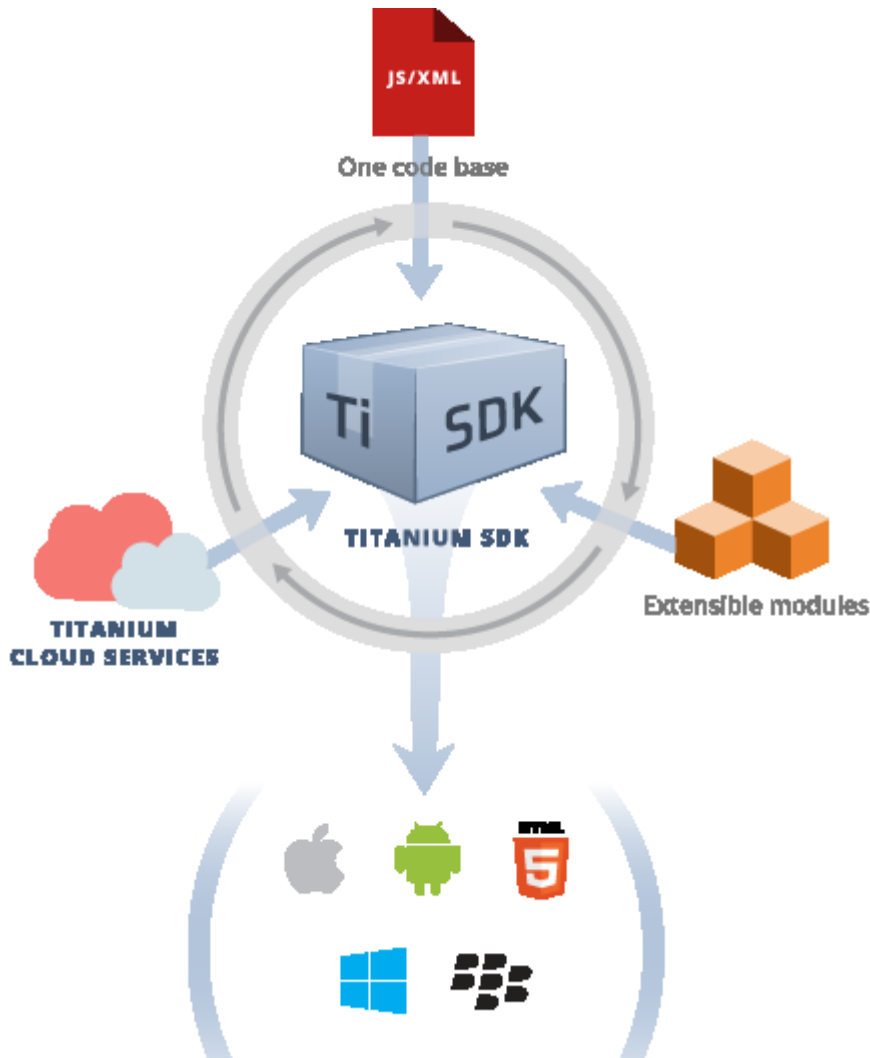 JS/XML
One code base
Ti SDK
TITANIUM SDK
TITANIUM
CLOUD SERVICES
Extensible modules
HTML
5